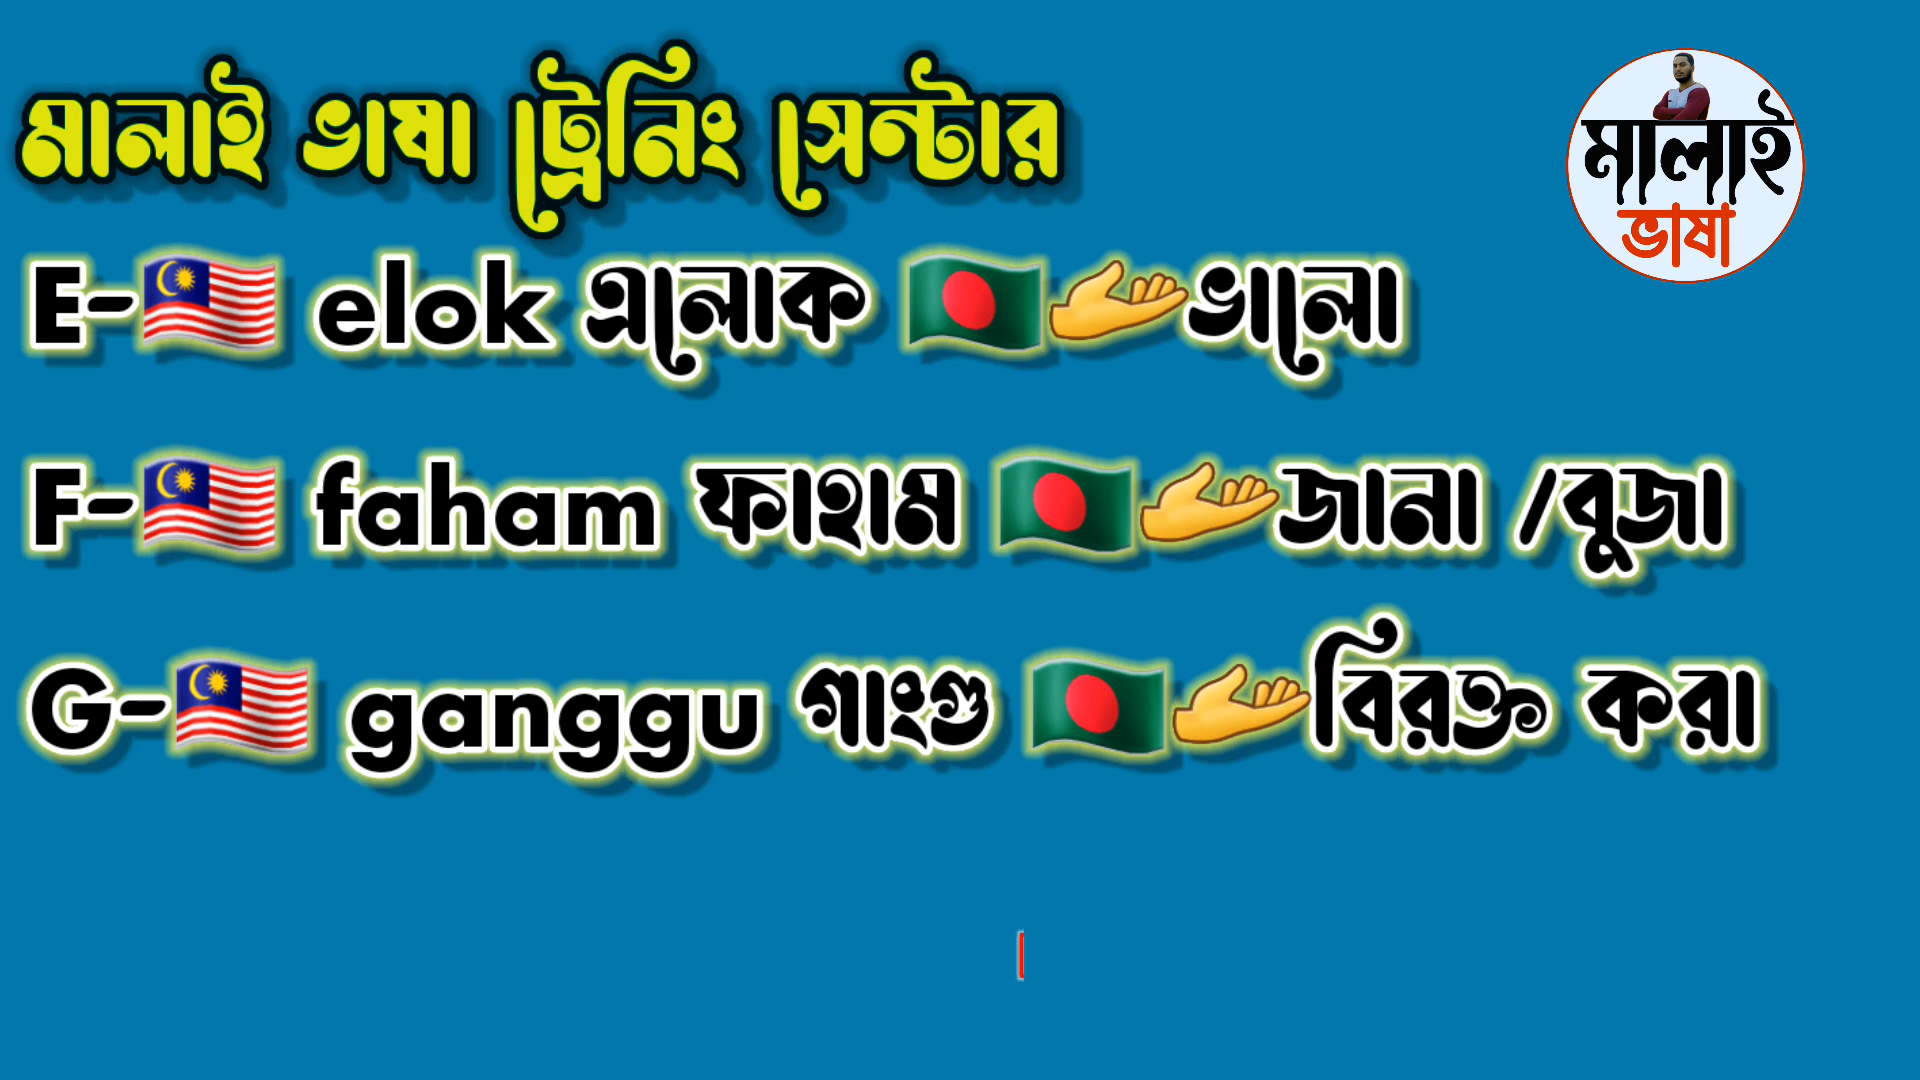 মালাই ভাষা ট্রেনিং সেন্টার
মালাই
ভাষা
E-🇲🇾 elok এলোক 🇧🇩🫴ভালো
F-🇲🇾 faham ফাহাম 🇧🇩🫴জানা /বুজা
G-🇲🇾 ganggu গাংগু 🇧🇩🫴বিরক্ত করা